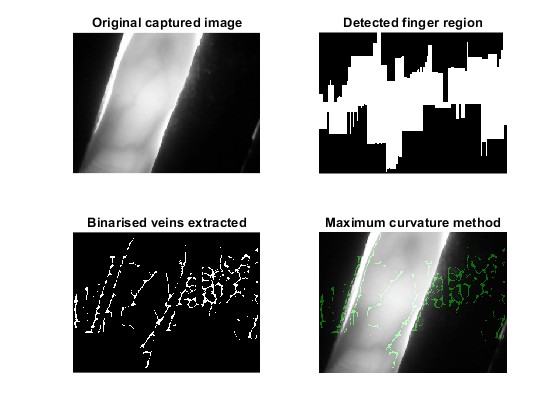 Original captured image
Detected finger region
Binarised veins extracted
Maximum curvature method